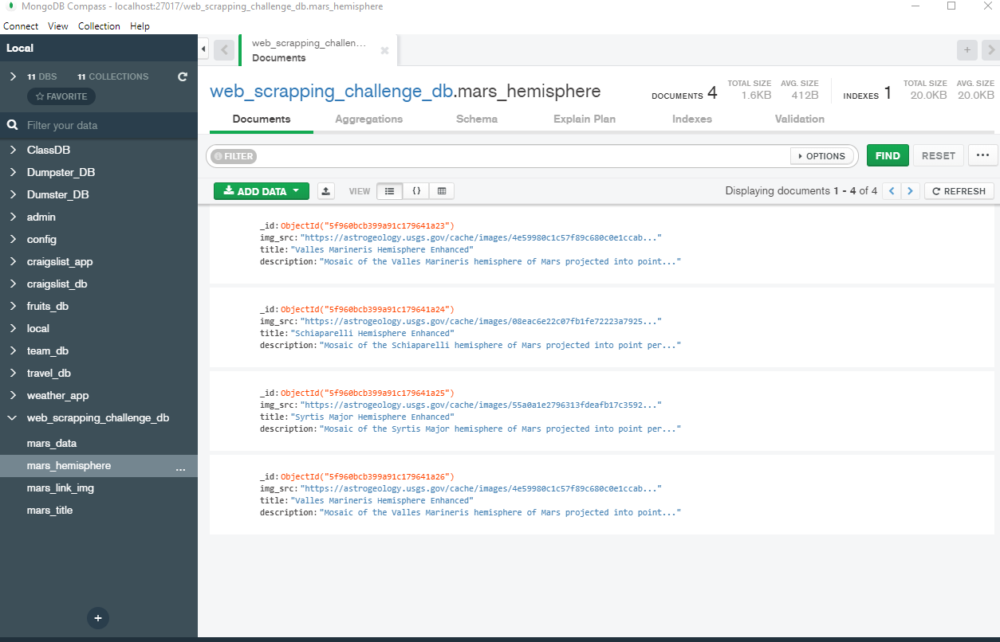 MongoDB Compass - localhost:27017/web_scrapping_challenge_db.mars_hemisphere
Connect View Collection Help
Local
11 DBS 11 COLLECTIONS
FAVORITE
Filter your data
ClassDB
Dumpster_DB
Dumster_DB
admin
config
craigslist_app
craigslist_db
fruits_db
local
team_db
travel_db
weather_app
web_scrapping_challenge_db
mars_data
mars_hemisphere ...
mars_link_img
mars_title
+
web_scrapping_challen...
Documents
web_scrapping_challenge_db.mars_hemisphere
DOCUMENTS 4 TOTAL SIZE 1.6KB AVG. SIZE 412B INDEXES 1 TOTAL SIZE 20.0KB AVG. SIZE 20.0KB
Documents Aggregations Schema Explain Plan Indexes Validation
FILTER OPTIONS FIND RESET ...
ADD DATA VIEW {} Displaying documents 1 - 4 of 4 REFRESH
_id: ObjectId("5f960bcb399a91c179641a23")
img_src: "https://astrogeology.usgs.gov/cache/images/4e59980c1c57f89c680c0e1ccab..."
title: "Valles Marineris Hemisphere Enhanced"
description: "Mosaic of the Valles Marineris hemisphere of Mars projected into point..."
_id: ObjectId("5f960bcb399a91c179641a24")
img_src: "https://astrogeology.usgs.gov/cache/images/08eac6e22c07fb1fe72223a7925..."
title: "Schiaparelli Hemisphere Enhanced"
description: "Mosaic of the Schiaparelli hemisphere of Mars projected into point per..."
_id: ObjectId("5f960bcb399a91c179641a25")
img_src: "https://astrogeology.usgs.gov/cache/images/55a0a1e2796313fdeafb17c3592..."
title: "Syrtis Major Hemisphere Enhanced"
description: "Mosaic of the Syrtis Major hemisphere of Mars projected into point per..."
_id: ObjectId("5f960bcb399a91c179641a26")
img_src: "https://astrogeology.usgs.gov/cache/images/4e59980c1c57f89c680c0e1ccab..."
title: "Valles Marineris Hemisphere Enhanced"
description: "Mosaic of the Valles Marineris hemisphere of Mars projected into point..."